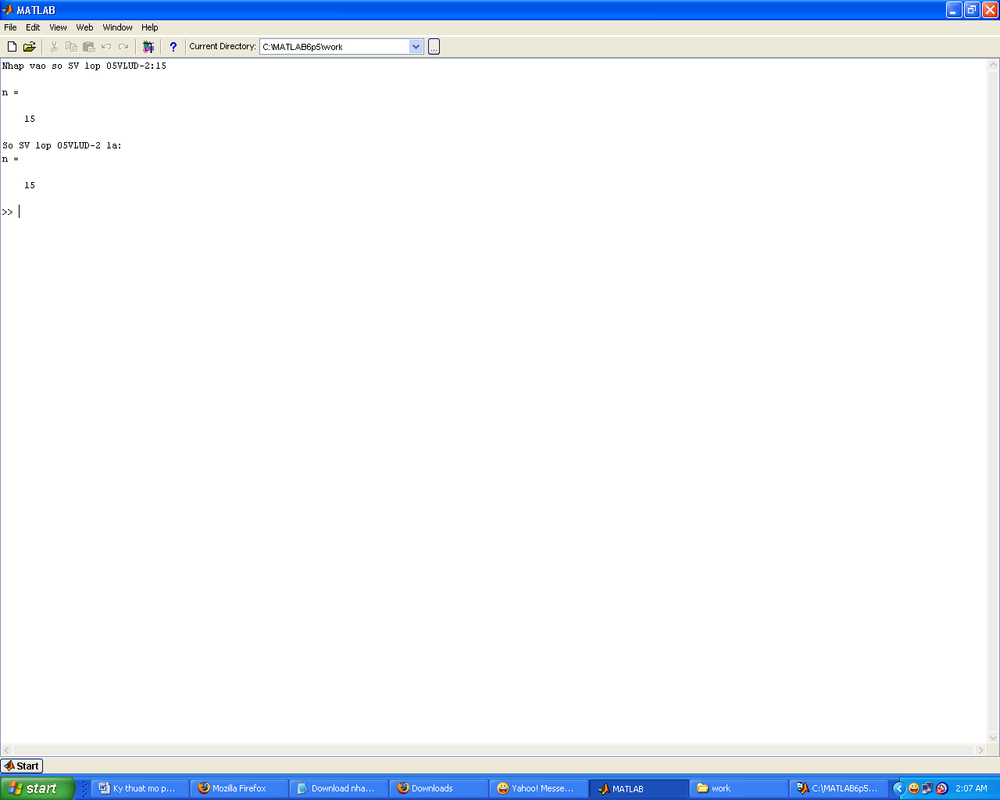 MATLAB
File Edit View Web Window Help
Current Directory: C:\MATLAB6p5\work ...
Nhap vao so SV lop 05VLUD-2:15
n =
15
So SV lop 05VLUD-2 la:
n =
15
>>
Start
start Ky thuat mo p... Mozilla Firefox Download nha... Downloads Yahoo! Messe... MATLAB work C:\MATLAB6p5... 2:07 AM